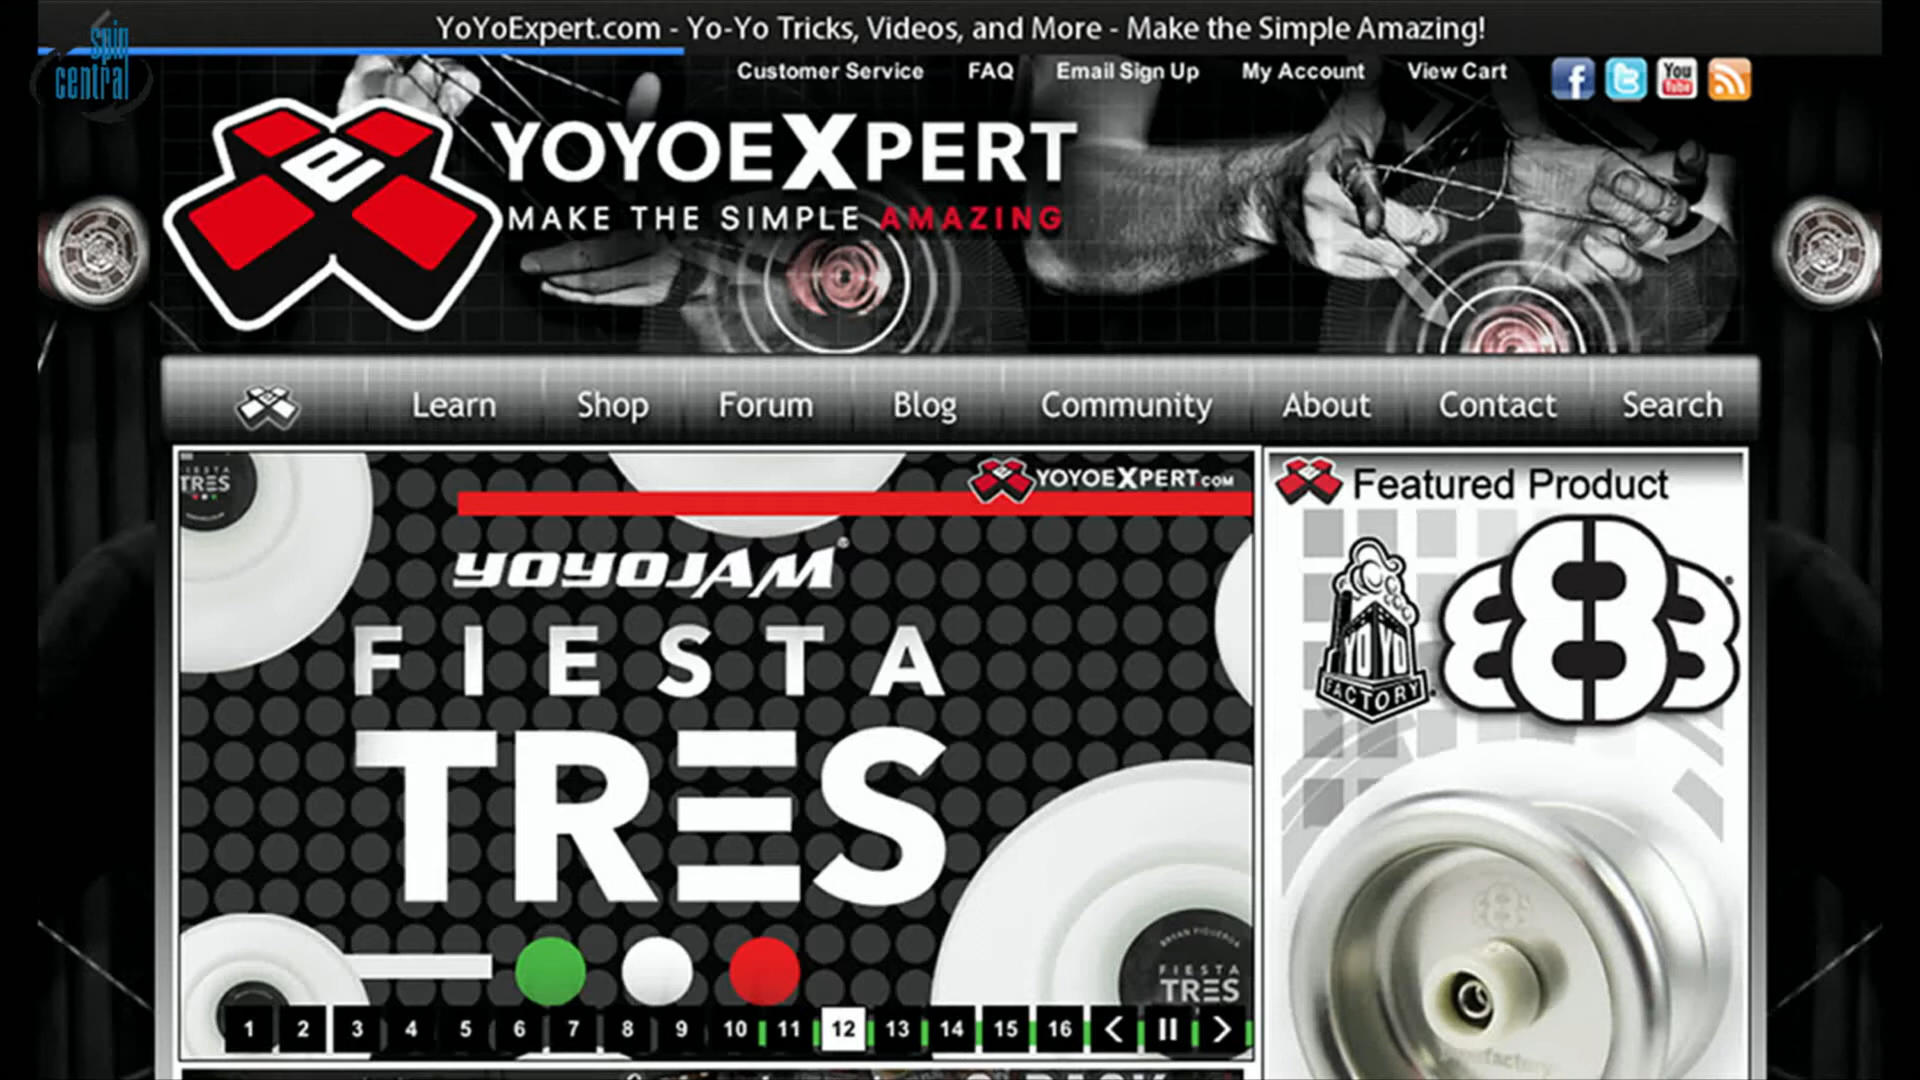 YoYoExpert.com - Yo-Yo Tricks, Videos, and More - Make the Simple Amazing!
spin
central
Customer Service FAQ Email Sign Up My Account View Cart
You
Tube
YOYOEXPERT
MAKE THE SIMPLE AMAZING
Learn Shop Forum Blog Community About Contact Search
FIESTA
TRES
YOYOEXPERT.COM
YOYOJAM®
FIESTA
TRES
BRYAN FIGUEROA
FIESTA
TRES
1 2 3 4 5 6 7 8 9 10 11 12 13 14 15 16
Featured Product
YOYO
FACTORY
888